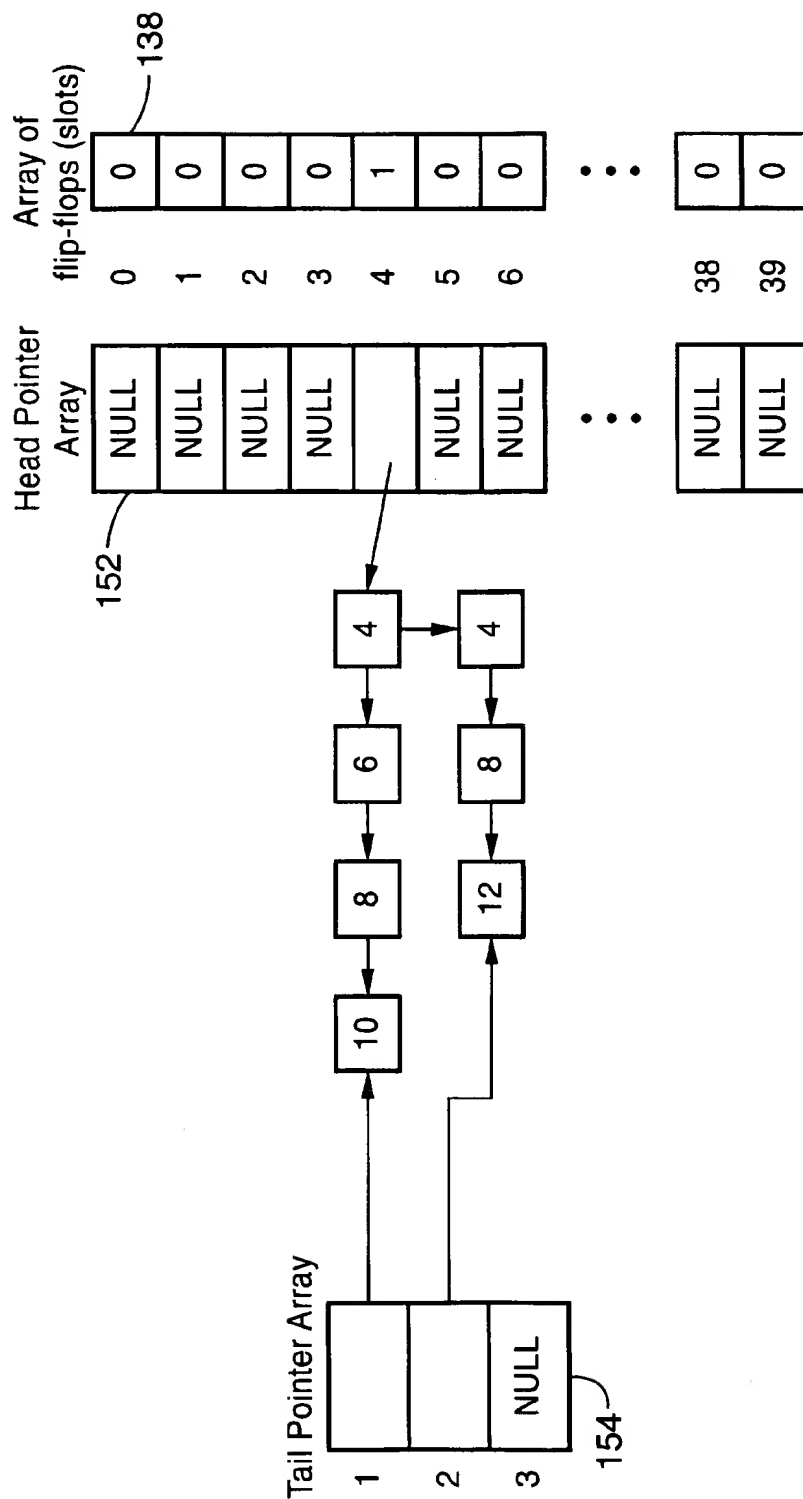 Tail Pointer Array
1
2
3
NULL
154
10
8
6
4
12
8
4
Head Pointer
Array
152
NULL
NULL
NULL
NULL
NULL
NULL
NULL
NULL
0
1
2
3
4
5
6
38
39
Array of
flip-flops (slots)
138
0
0
0
0
1
0
0
0
0